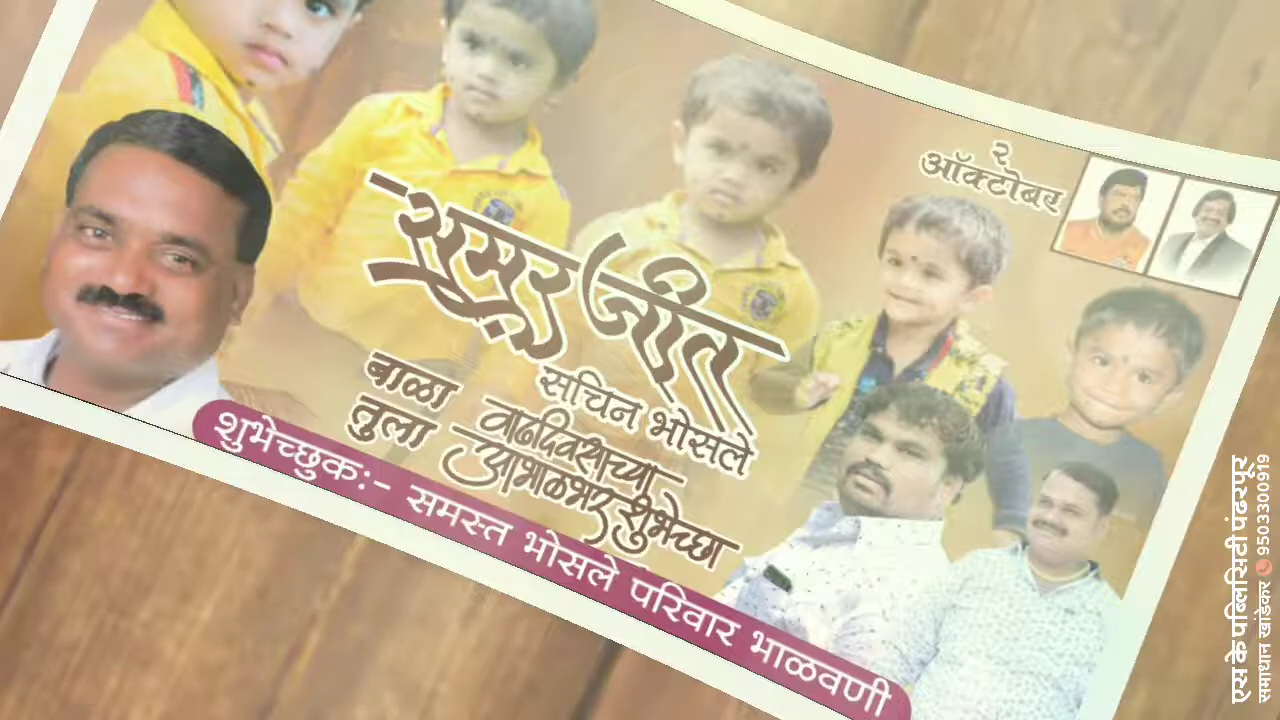 २
ऑक्टोबर
समर जीत
सचिन भोसले
बाळा
तुला
वाढदिवसाच्या
आभाळभर शुभेच्छा
शुभेच्छुक:- समस्त भोसले परिवार भाळवणी
एस के पब्लिसिटी पंढरपूर
समाधान खांडेकर 9503300919